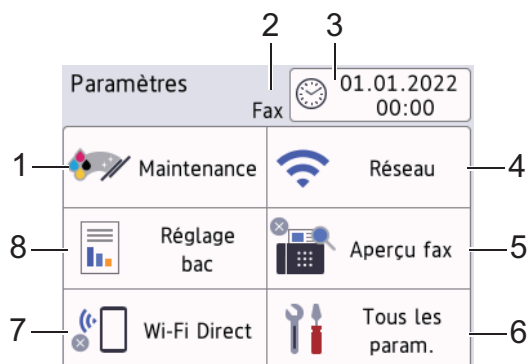 2 3
Paramètres
Fax
01.01.2022
00:00
1 Maintenance Réseau 4
8 Réglage
bac
Aperçu fax 5
7 Wi-Fi Direct Tous les
param. 6